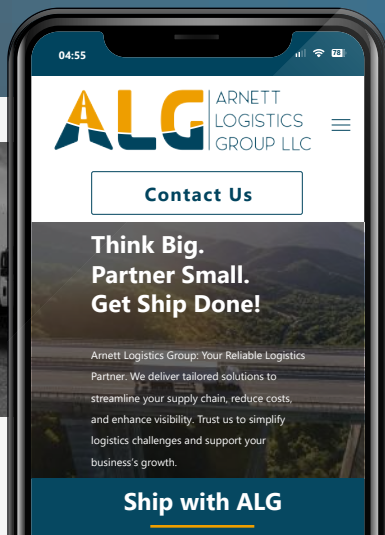 04:55
78
ALG
ARNETT
LOGISTICS
GROUP LLC
Contact Us
Think Big.
Partner Small.
Get Ship Done!
Arnett Logistics Group: Your Reliable Logistics
Partner. We deliver tailored solutions to
streamline your supply chain, reduce costs,
and enhance visibility. Trust us to simplify
logistics challenges and support your
business's growth.
Ship with ALG